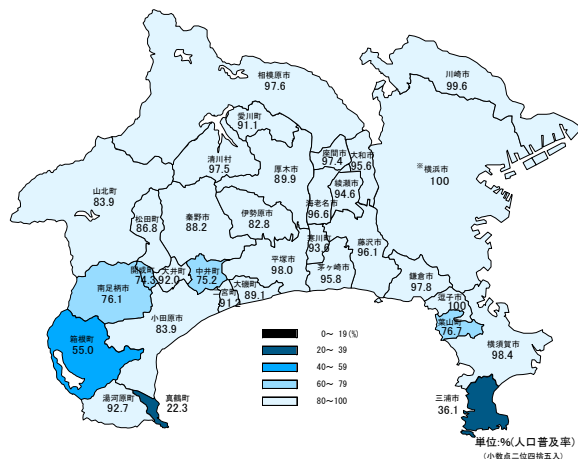 相模原市
97.6
川崎市
99.6
愛川町
91.1
清川村
97.5
厚木市
89.9
座間市
97.4
大和市
95.6
※横浜市
100
綾瀬市
94.6
山北町
83.9
松田町
86.8
秦野市
88.2
伊勢原市
82.8
海老名市
96.6
寒川町
93.6
藤沢市
96.1
南足柄市
76.1
開成町
74.3
大井町
92.0
中井町
75.2
平塚市
98.0
茅ヶ崎市
95.8
鎌倉市
97.8
宮町
91.2
大磯町
89.1
逗子市
100
葉山町
76.7
小田原市
83.9
箱根町
55.0
横須賀市
98.4
湯河原町
92.7
真鶴町
22.3
三浦市
36.1
0～ 19(%)
20～ 39
40～ 59
60～ 79
80～100
単位:%(人口普及率)
(小数点二位四捨五入)